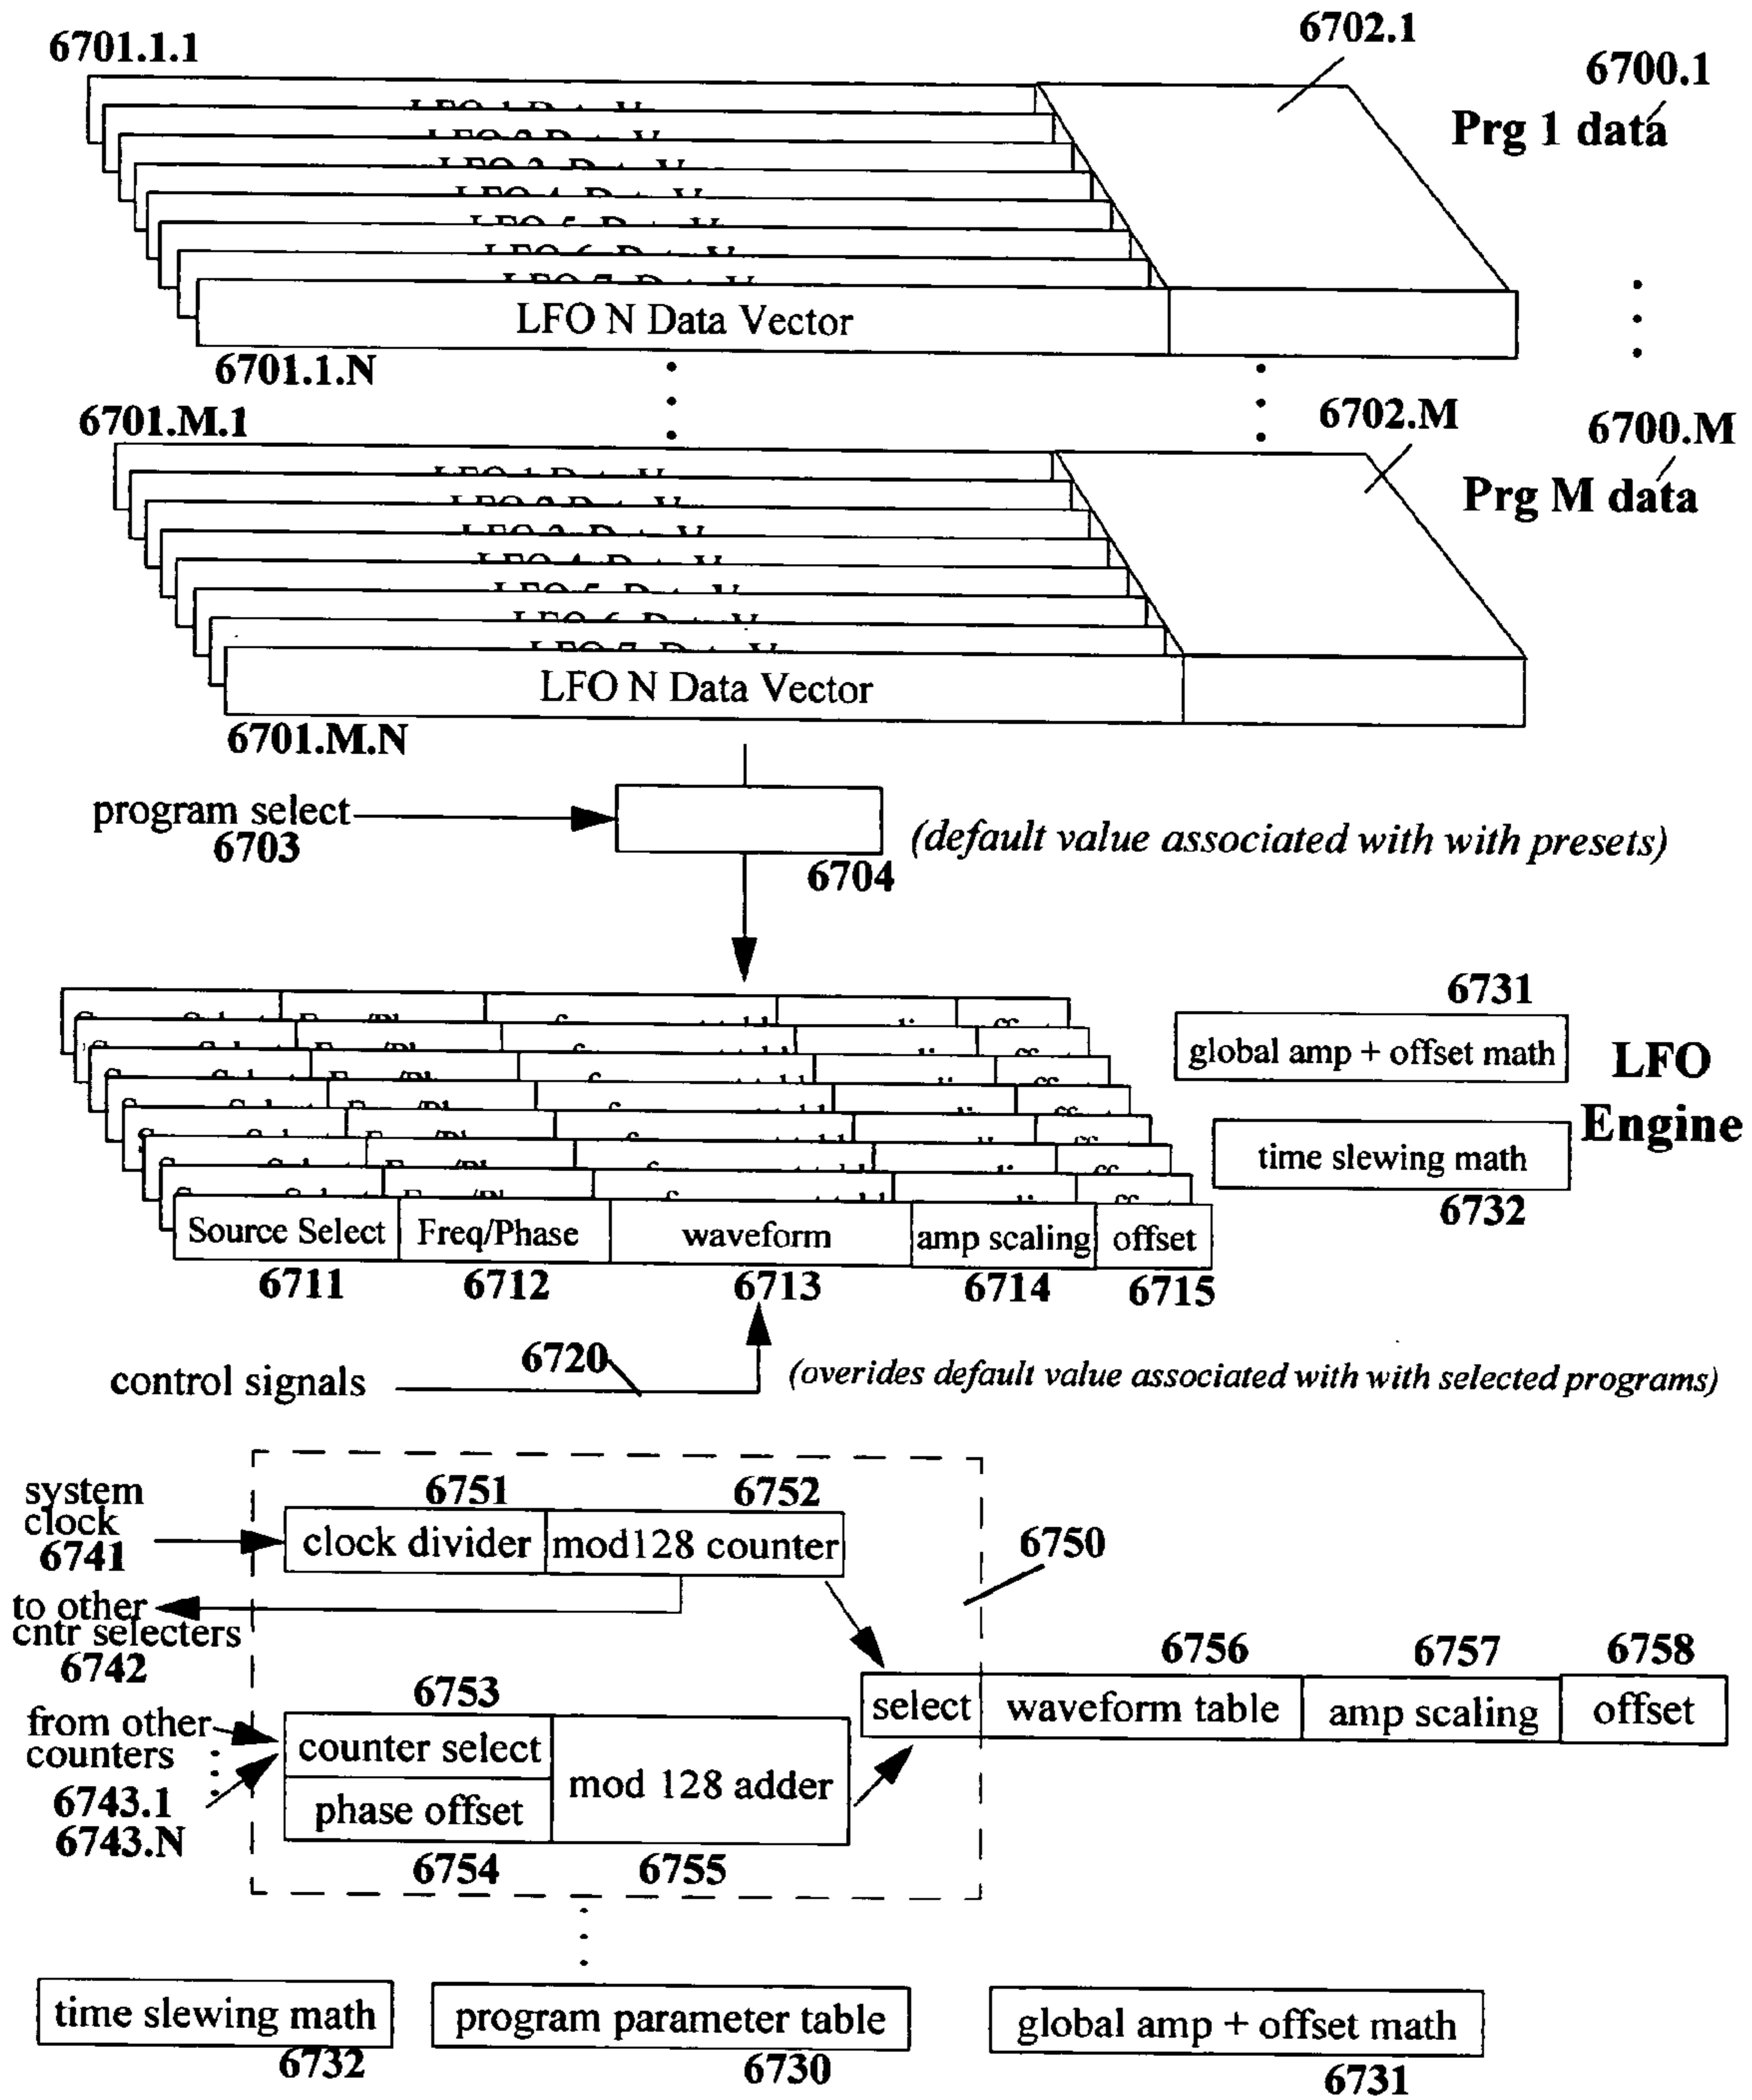 6701.1.1
6702.1
6700.1
Prg 1 data
LFO N Data Vector
6701.1.N
6701.M.1
6702.M
6700.M
Prg M data
LFO N Data Vector
6701.M.N
program select
6703
(default value associated with with presets)
6704
6731
global amp + offset math
LFO
Engine
time slewing math
6732
Source Select
Freq/Phase
waveform
amp scaling
offset
6711
6712
6713
6714
6715
control signals
6720
(overides default value associated with with selected programs)
system
clock
6741
6751
6752
clock divider
mod128 counter
6750
to other
cntr selecters
6742
6753
from other
counters
6743.1
6743.N
counter select
phase offset
mod 128 adder
6754
6755
select
6756
6757
6758
waveform table
amp scaling
offset
time slewing math
6732
program parameter table
6730
global amp + offset math
6731